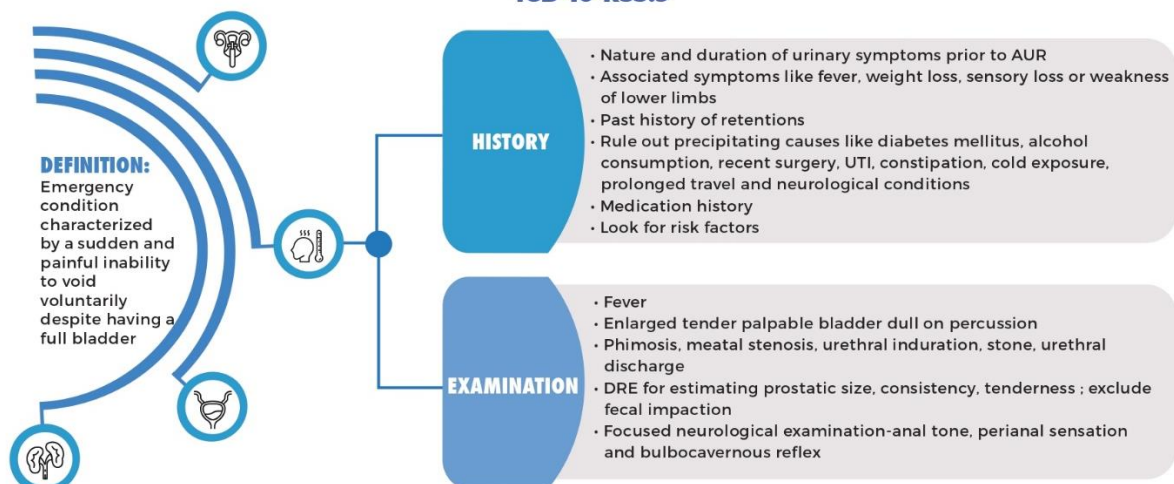 DEFINITION:
Emergency
condition
characterized
by a sudden and
painful inability
to void
voluntarily
despite having a
full bladder
HISTORY
• Nature and duration of urinary symptoms prior to AUR
• Associated symptoms like fever, weight loss, sensory loss or weakness
of lower limbs
• Past history of retentions
• Rule out precipitating causes like diabetes mellitus, alcohol
consumption, recent surgery, UTI, constipation, cold exposure,
prolonged travel and neurological conditions
• Medication history
• Look for risk factors
EXAMINATION
• Fever
• Enlarged tender palpable bladder dull on percussion
• Phimosis, meatal stenosis, urethral induration, stone, urethral
discharge
• DRE for estimating prostatic size, consistency, tenderness ; exclude
fecal impaction
• Focused neurological examination-anal tone, perianal sensation
and bulbocavernous reflex